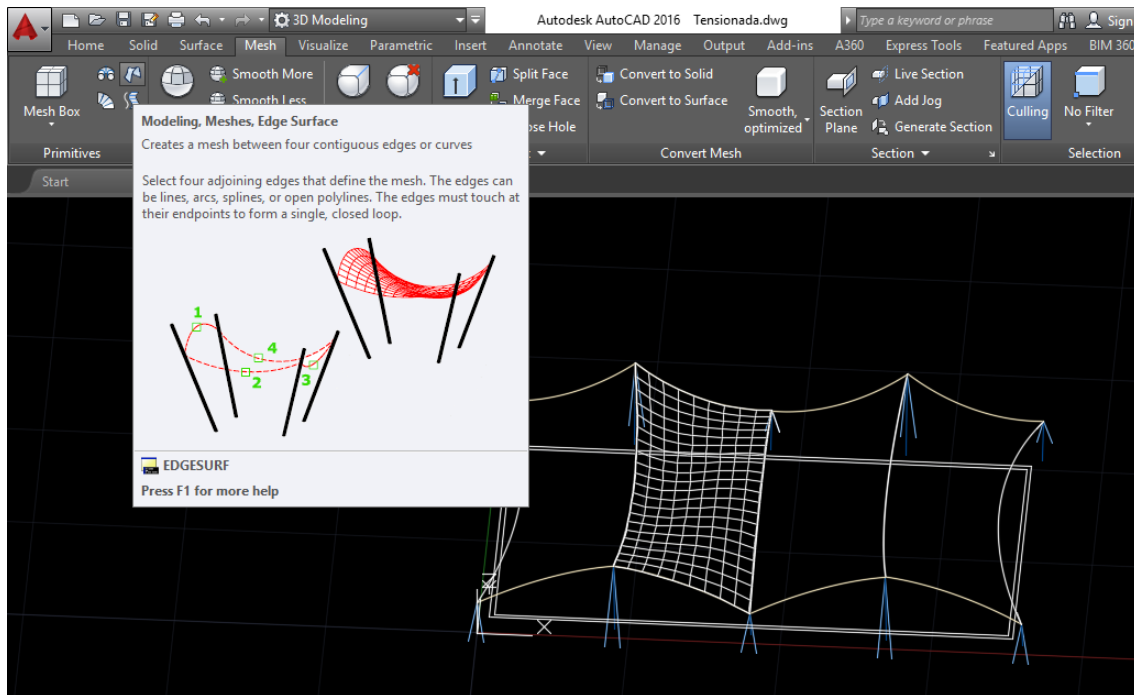 3D Modeling
Autodesk AutoCAD 2016 Tensionada.dwg
Type a keyword or phrase
Sign
Home Solid Surface Mesh Visualize Parametric Insert Annotate View Manage Output Add-ins A360 Express Tools Featured Apps BIM 360
Mesh Box
Smooth More
Smooth Less
Split Face
Merge Face
ose Hole
Convert to Solid
Convert to Surface
Smooth,
optimized
Section
Plane
Live Section
Add Jog
Generate Section
Culling
No Filter
Primitives
Convert Mesh
Section
Selection
Start
Modeling, Meshes, Edge Surface
Creates a mesh between four contiguous edges or curves
Select four adjoining edges that define the mesh. The edges can
be lines, arcs, splines, or open polylines. The edges must touch at
their endpoints to form a single, closed loop.
1
4
2
3
EDGESURF
Press F1 for more help
X